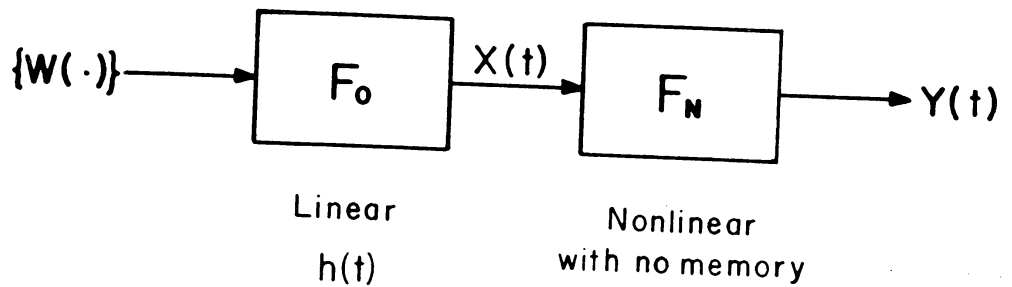 {W(·)}
F₀
X(t)
F_N
Y(t)
Linear
h(t)
Nonlinear
with no memory